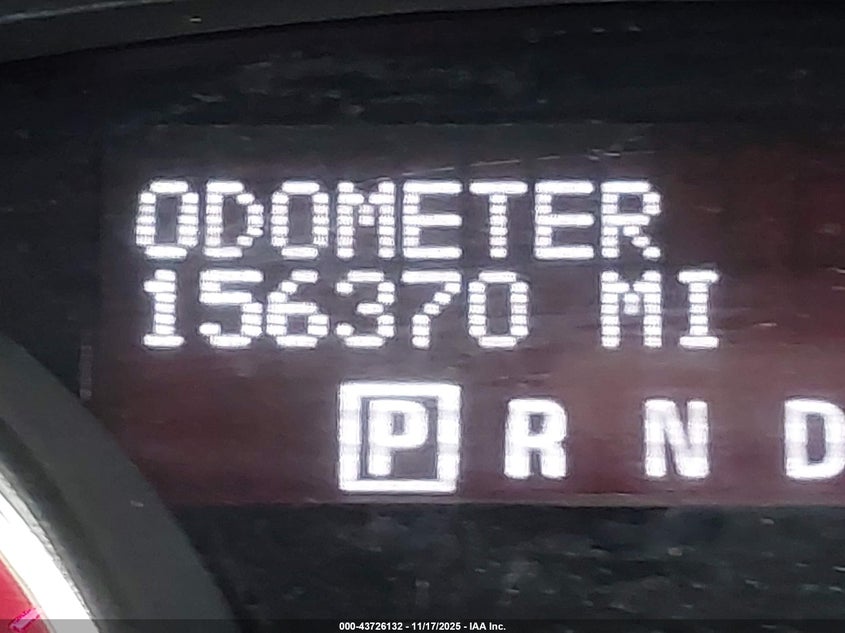 ODOMETER
156370 MI
P R N D
000-43726132 - 11/17/2025 - IAA Inc.